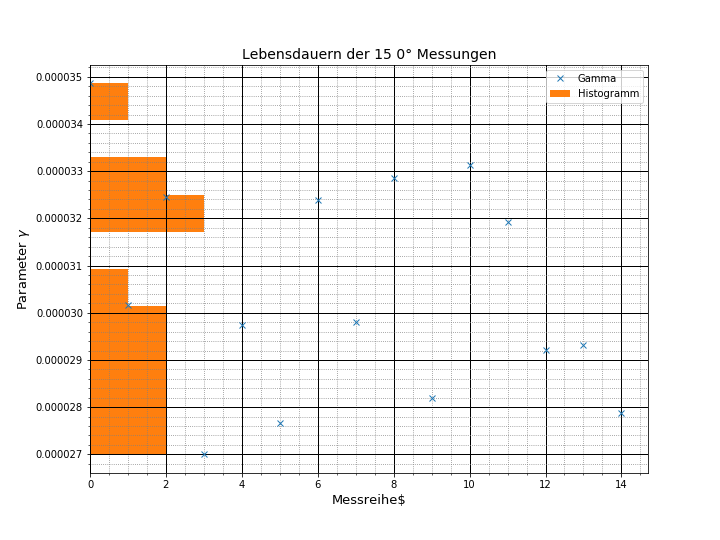 Lebensdauern der 15 0° Messungen
Gamma
Histogramm
0.000035
0.000034
0.000033
0.000032
0.000031
0.000030
0.000029
0.000028
0.000027
Parameter γ
0 2 4 6 8 10 12 14
Messreihe$